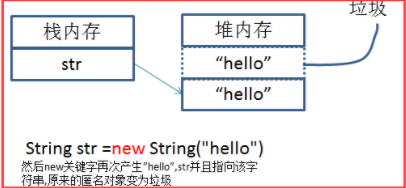 垃圾
栈内存
堆内存
str
“hello”
“hello”
String str =new String("hello")
然后new关键字再次产生”hello”,str并且指向该字
符串,原来的匿名对象变为垃圾